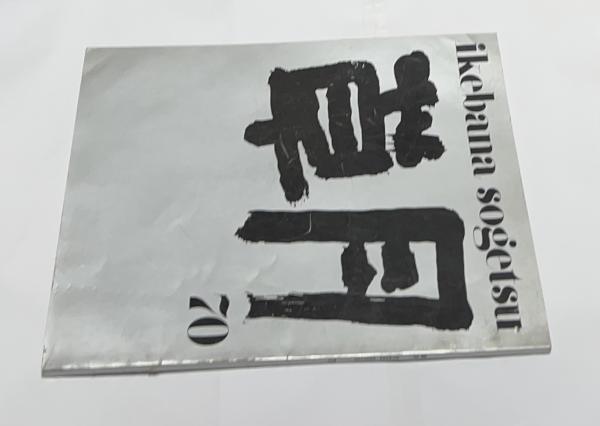 ikebana sogetsu
草月
70